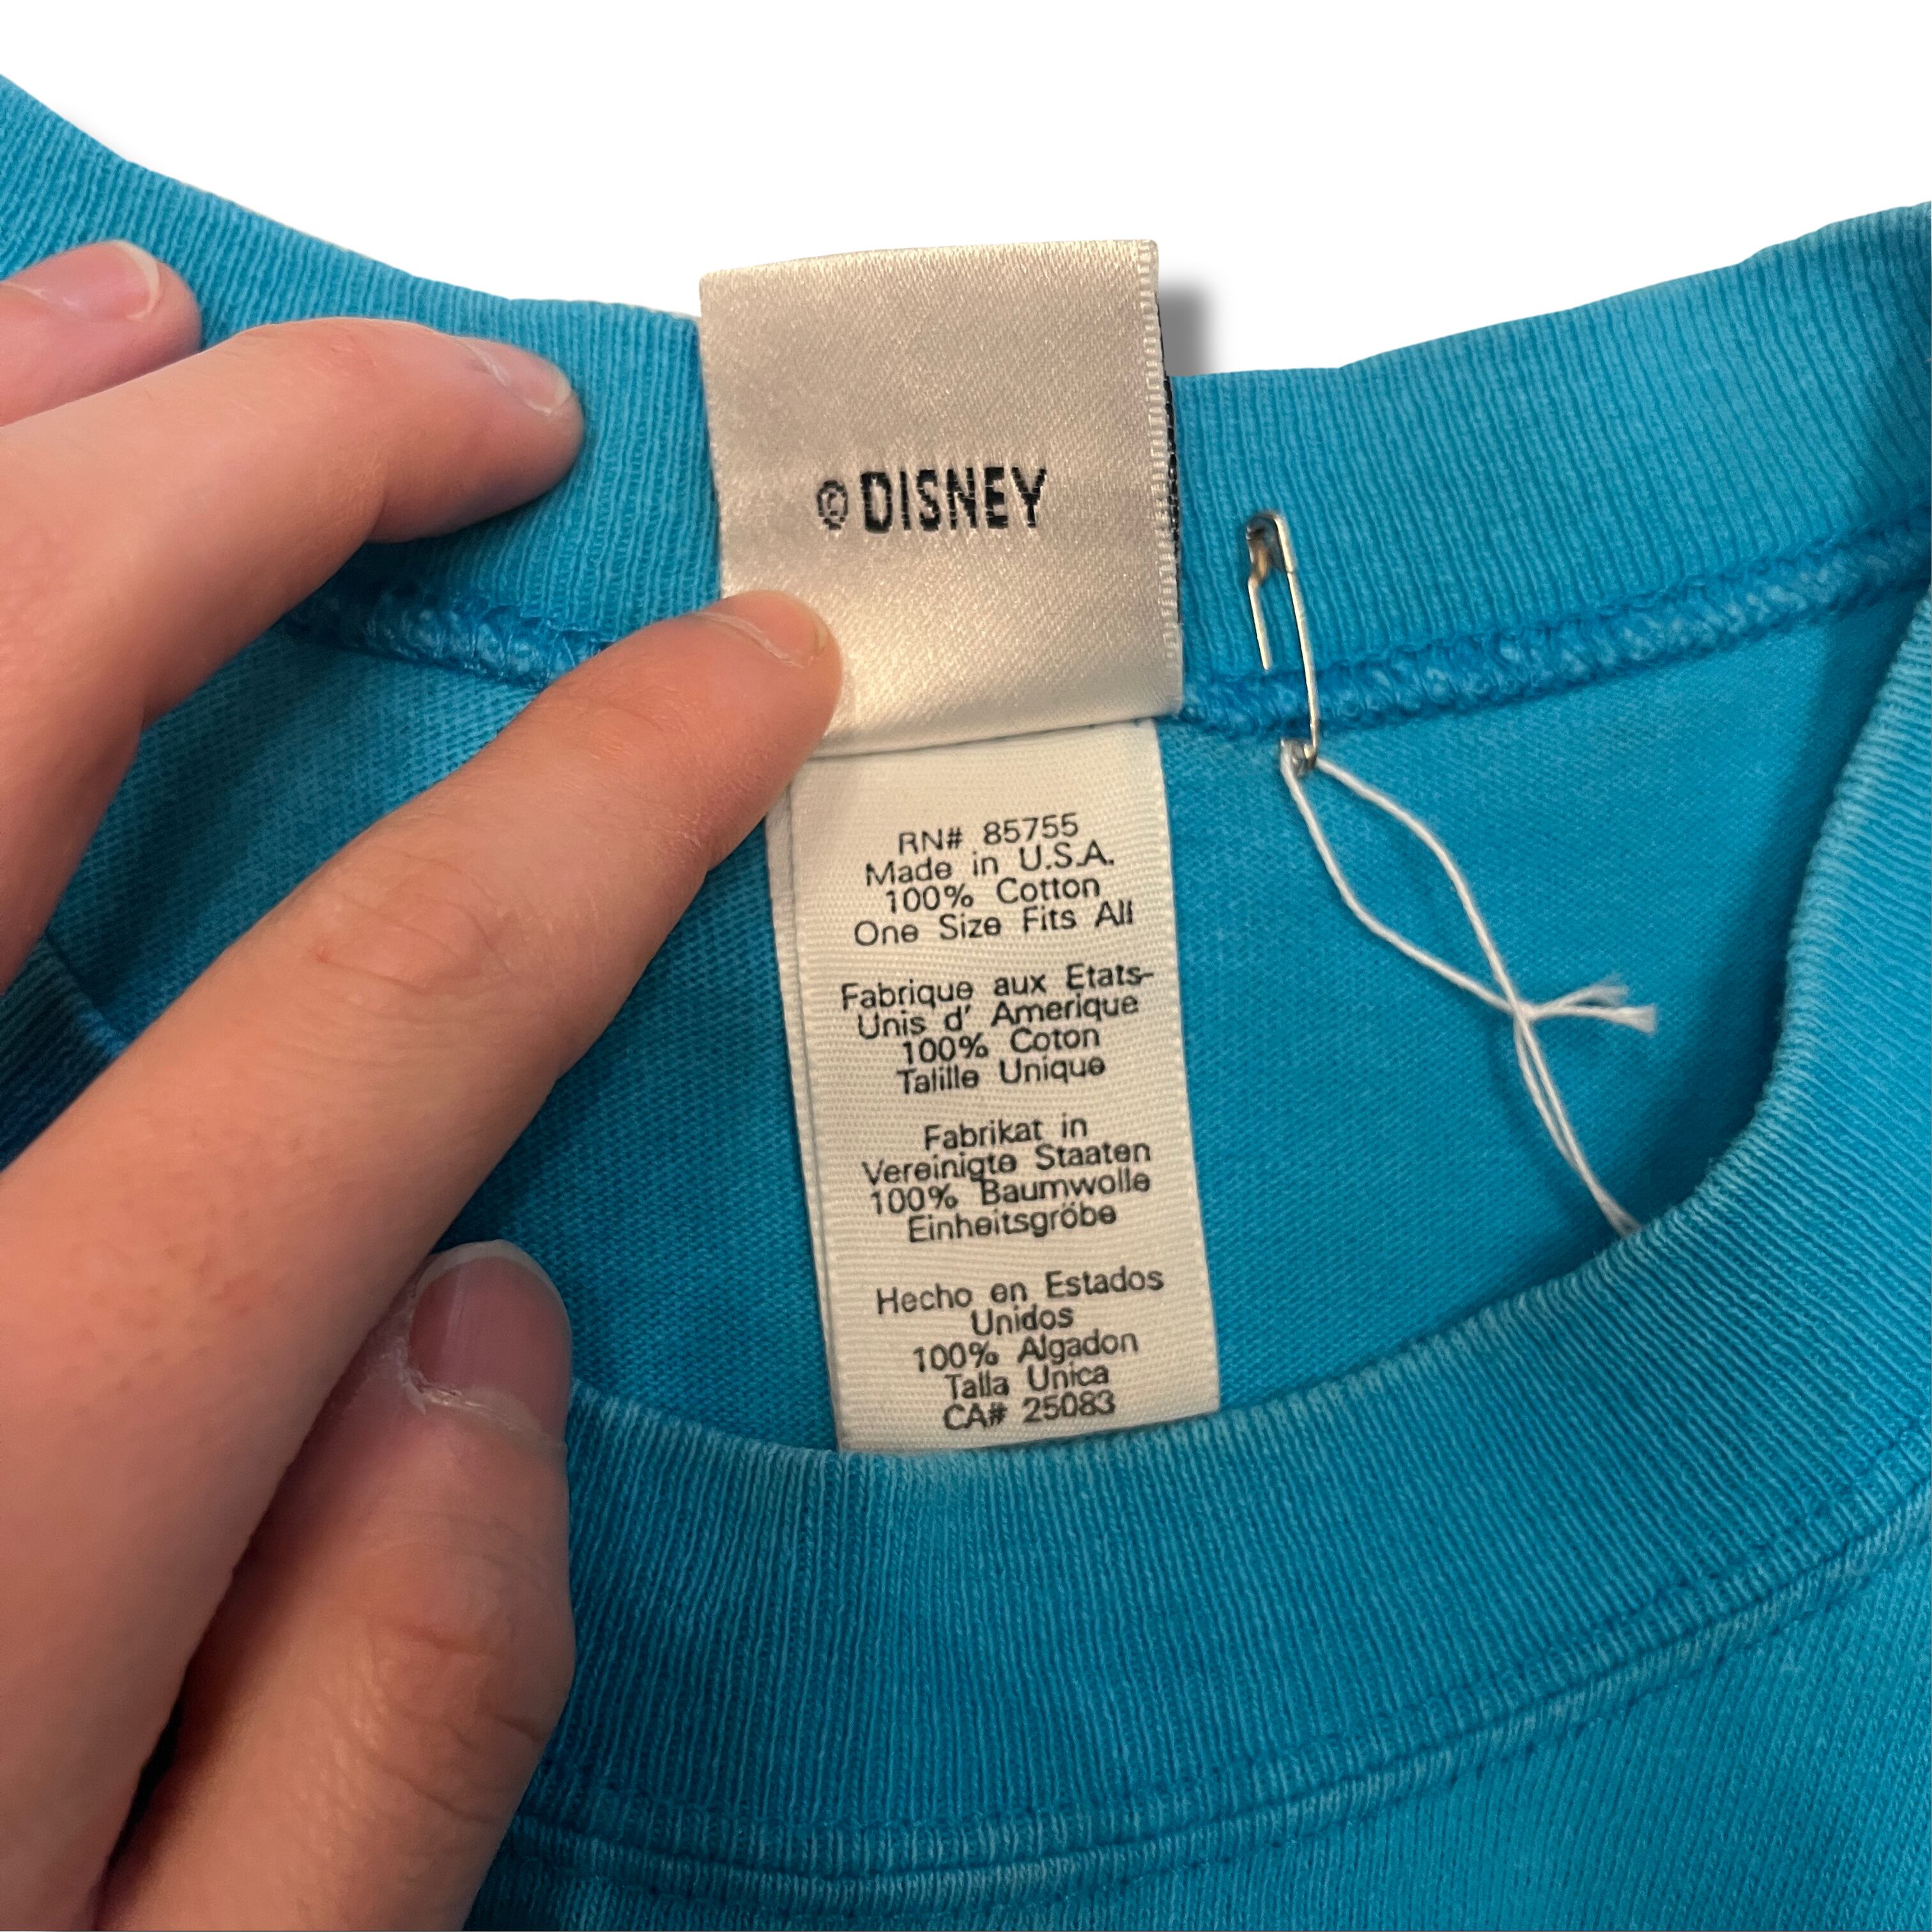 © DISNEY
RN# 85755
Made in U.S.A.
100% Cotton
One Size Fits All
Fabrique aux Etats-
Unis d' Amerique
100% Coton
Talille Unique
Fabrikat in
Vereinigte Staaten
100% Baumwolle
Einheitsgröbe
Hecho en Estados
Unidos
100% Algadon
Talla Unica
CA# 25083